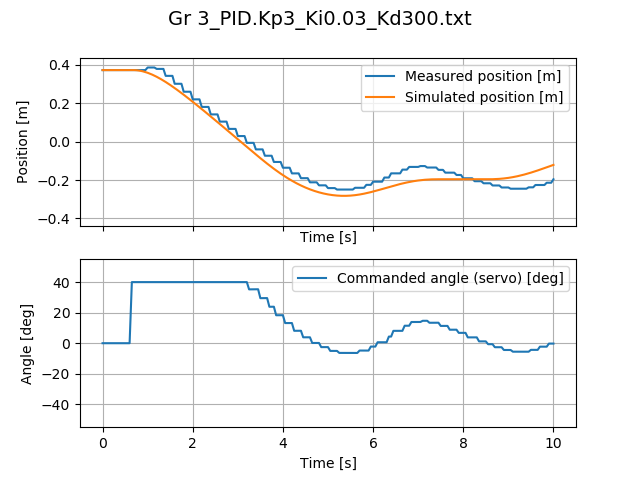 Gr 3_PID.Kp3_Ki0.03_Kd300.txt
Measured position [m]
Simulated position [m]
Position [m]
0.4
0.2
0.0
−0.2
−0.4
Time [s]
Commanded angle (servo) [deg]
Angle [deg]
40
20
0
−20
−40
0 2 4 6 8 10
Time [s]